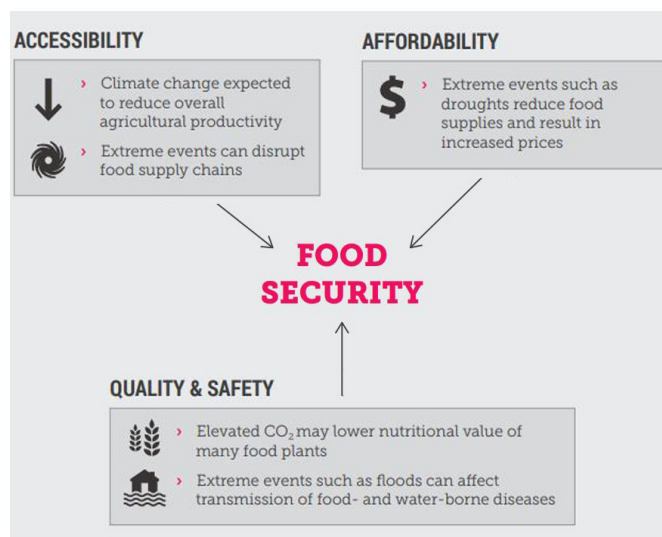 ACCESSIBILITY
› Climate change expected
to reduce overall
agricultural productivity
› Extreme events can disrupt
food supply chains
AFFORDABILITY
$
› Extreme events such as
droughts reduce food
supplies and result in
increased prices
FOOD
SECURITY
QUALITY & SAFETY
› Elevated CO₂ may lower nutritional value of
many food plants
› Extreme events such as floods can affect
transmission of food- and water-borne diseases